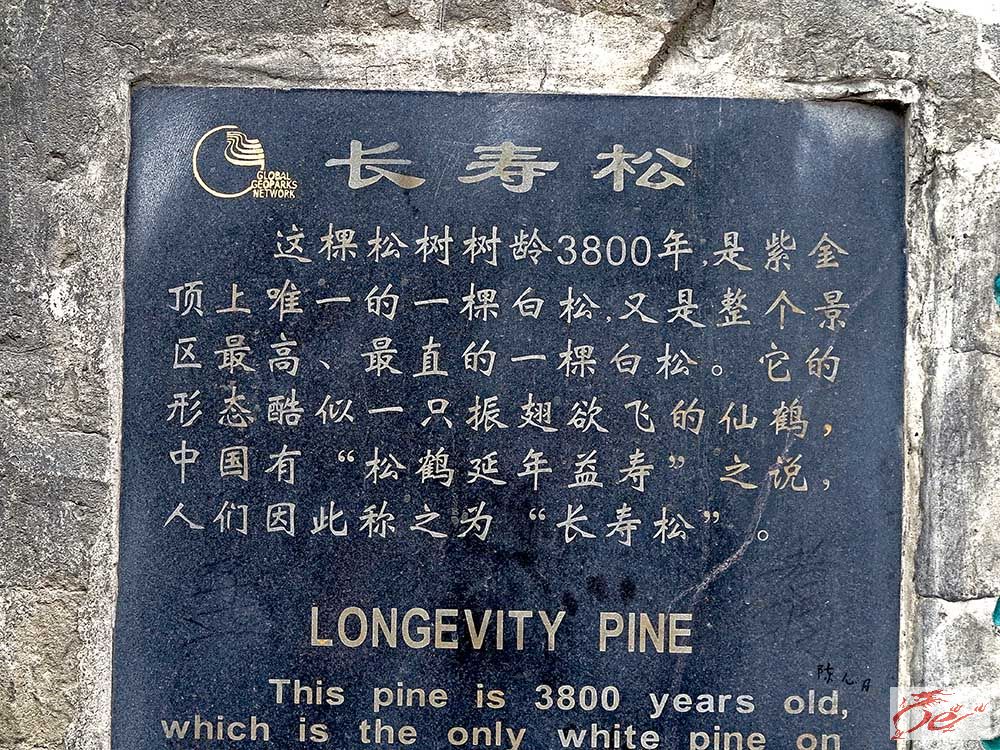 GLOBAL
GEOPARKS
NETWORK
长寿松
这棵松树树龄3800年,是紫金
顶上唯一的一棵白松,又是整个景
区最高、最直的一棵白松。它的
形态酷似一只振翅欲飞的仙鹤,
中国有“松鹤延年益寿”之说,
人们因此称之为“长寿松”。
LONGEVITY PINE
This pine is 3800 years old,
which is the only white pine on